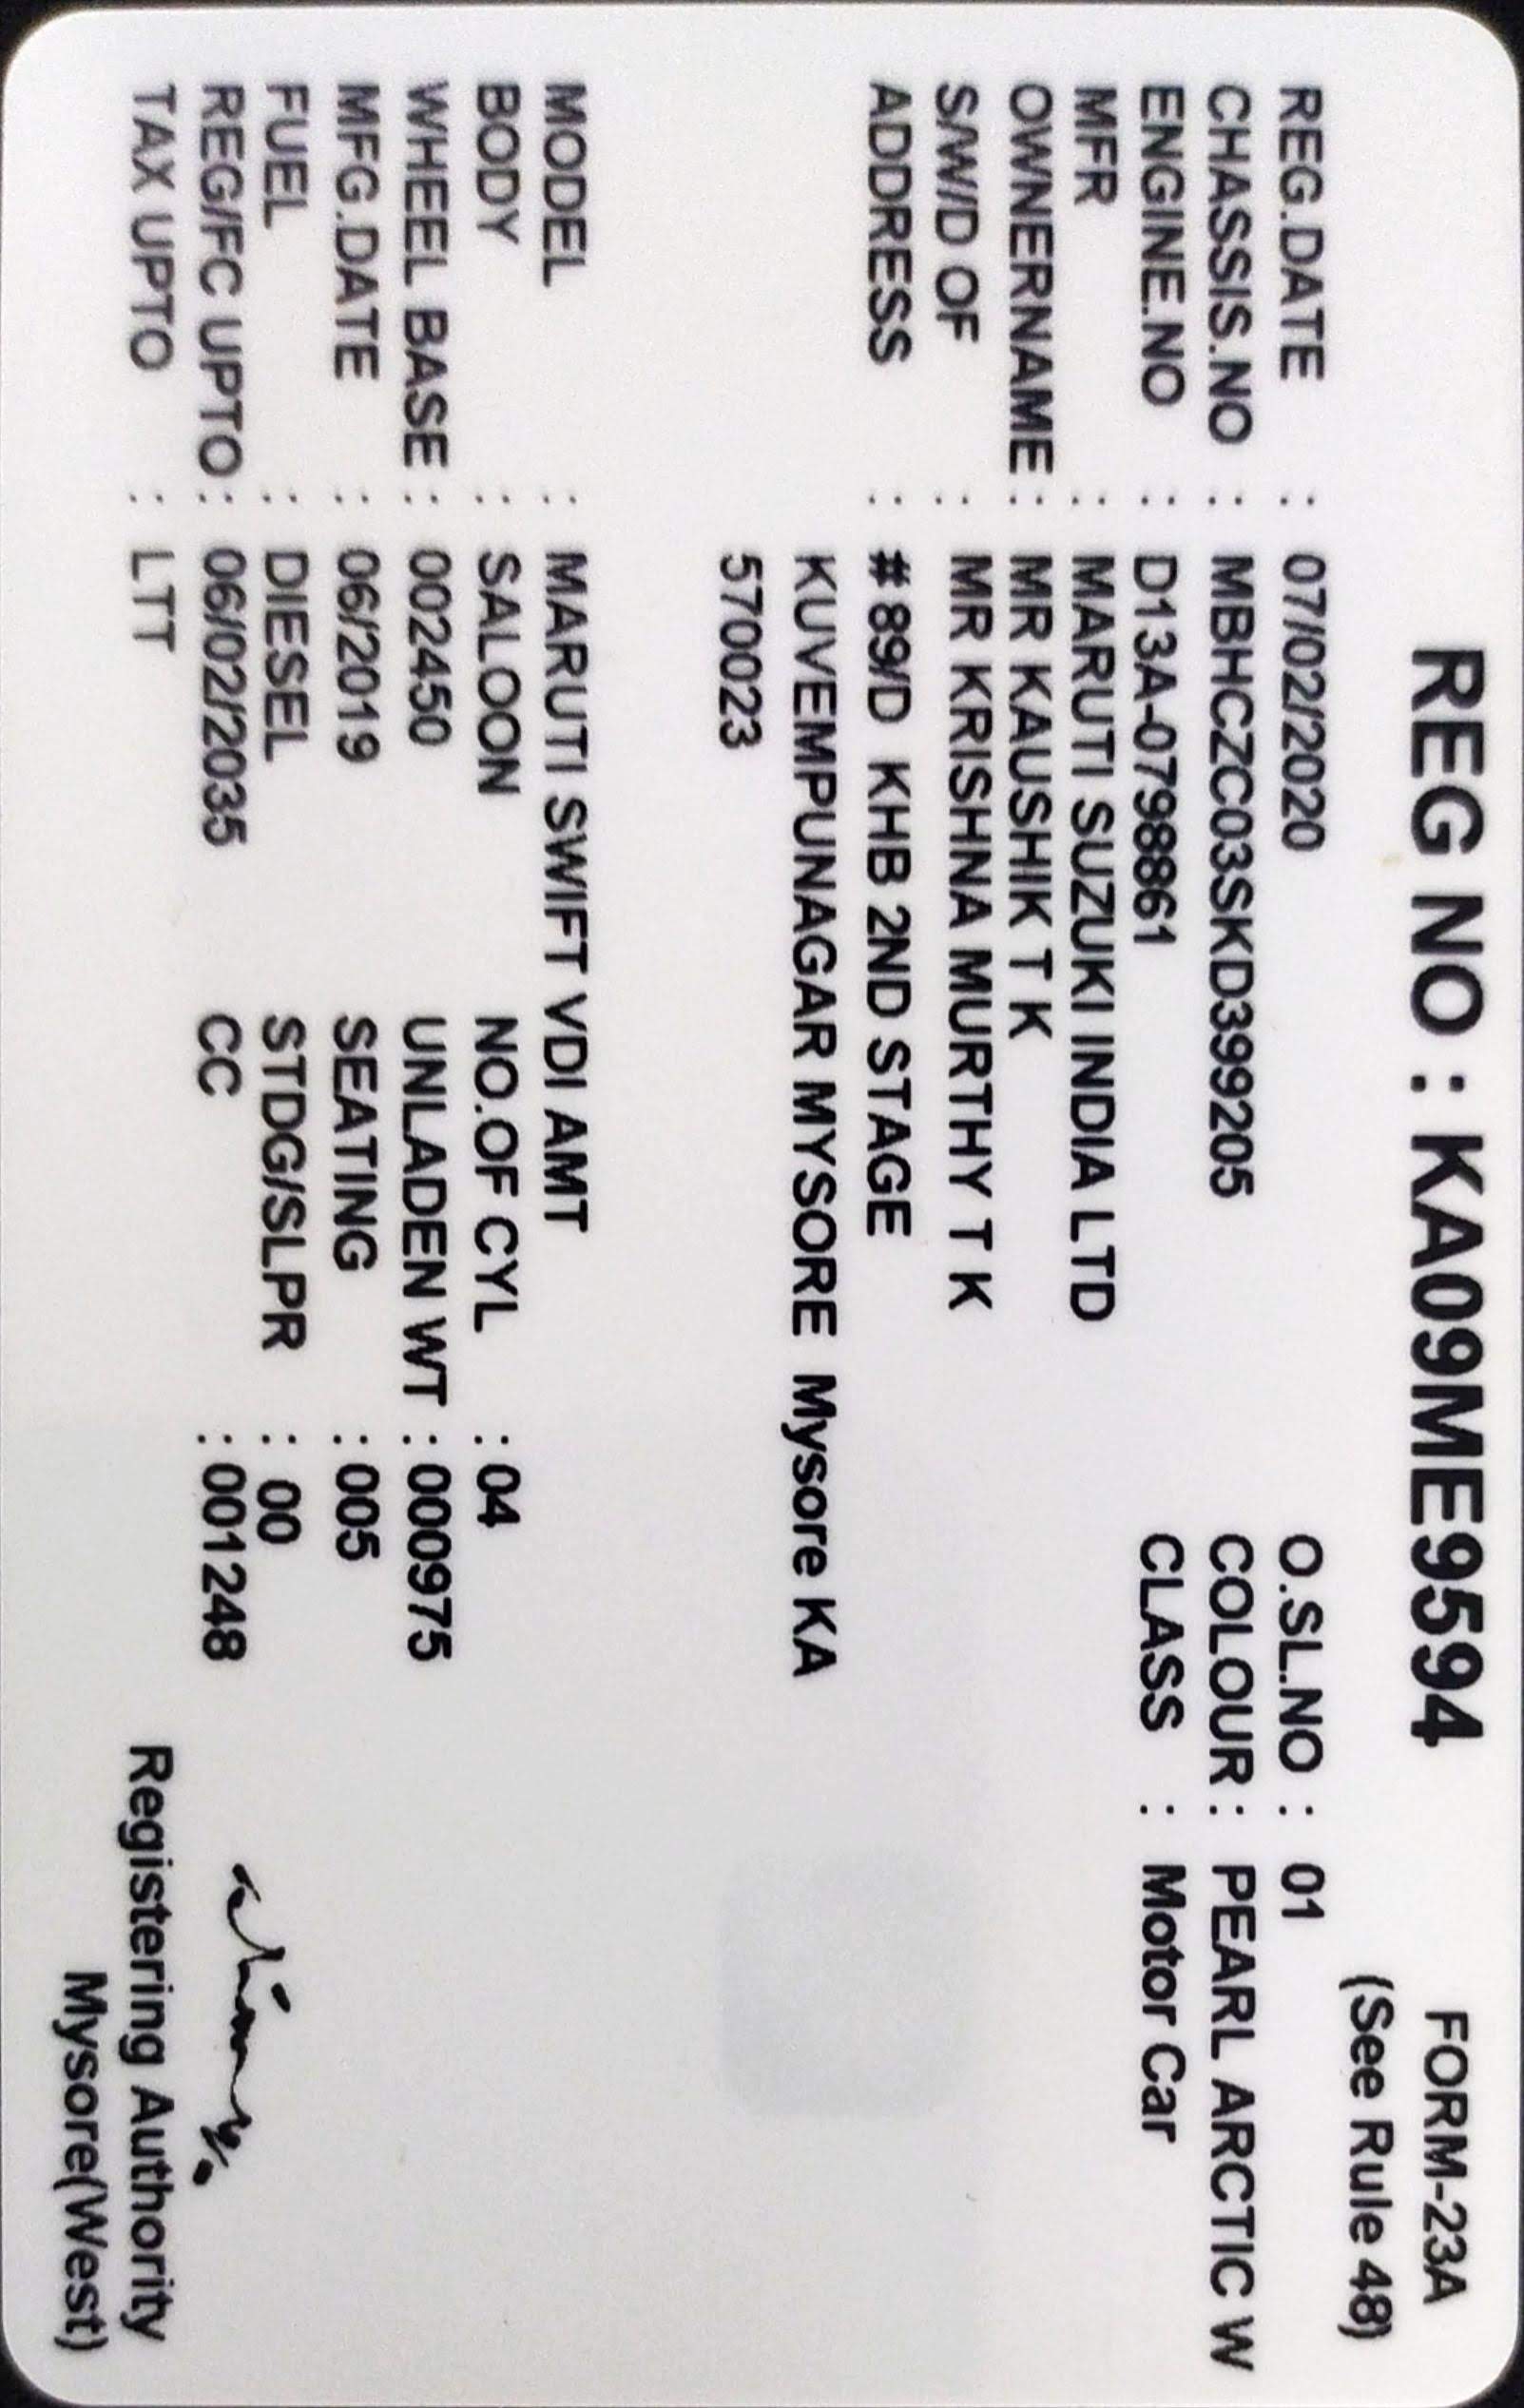 FORM-23A
REG NO : KA09ME9594
(See Rule 48)
REG.DATE : 07/02/2020 O.SL.NO : 01
CHASSIS.NO : MBHCZC03SKD399205 COLOUR : PEARL ARCTIC W
ENGINE.NO : D13A-0798861 CLASS : Motor Car
MFR : MARUTI SUZUKI INDIA LTD
OWNERNAME : MR KAUSHIK T K
S/W/D OF : MR KRISHNA MURTHY T K
ADDRESS : # 89/D KHB 2ND STAGE
KUVEMPUNAGAR MYSORE Mysore KA
570023
MODEL : MARUTI SWIFT VDI AMT
BODY : SALOON NO.OF CYL : 04
WHEEL BASE : 002450 UNLADEN WT : 000975
MFG.DATE : 06/2019 SEATING : 005
FUEL : DIESEL STDG/SLPR : 00
REG/FC UPTO : 06/02/2035 CC : 001248
TAX UPTO : LTT
Registering Authority
Mysore(West)